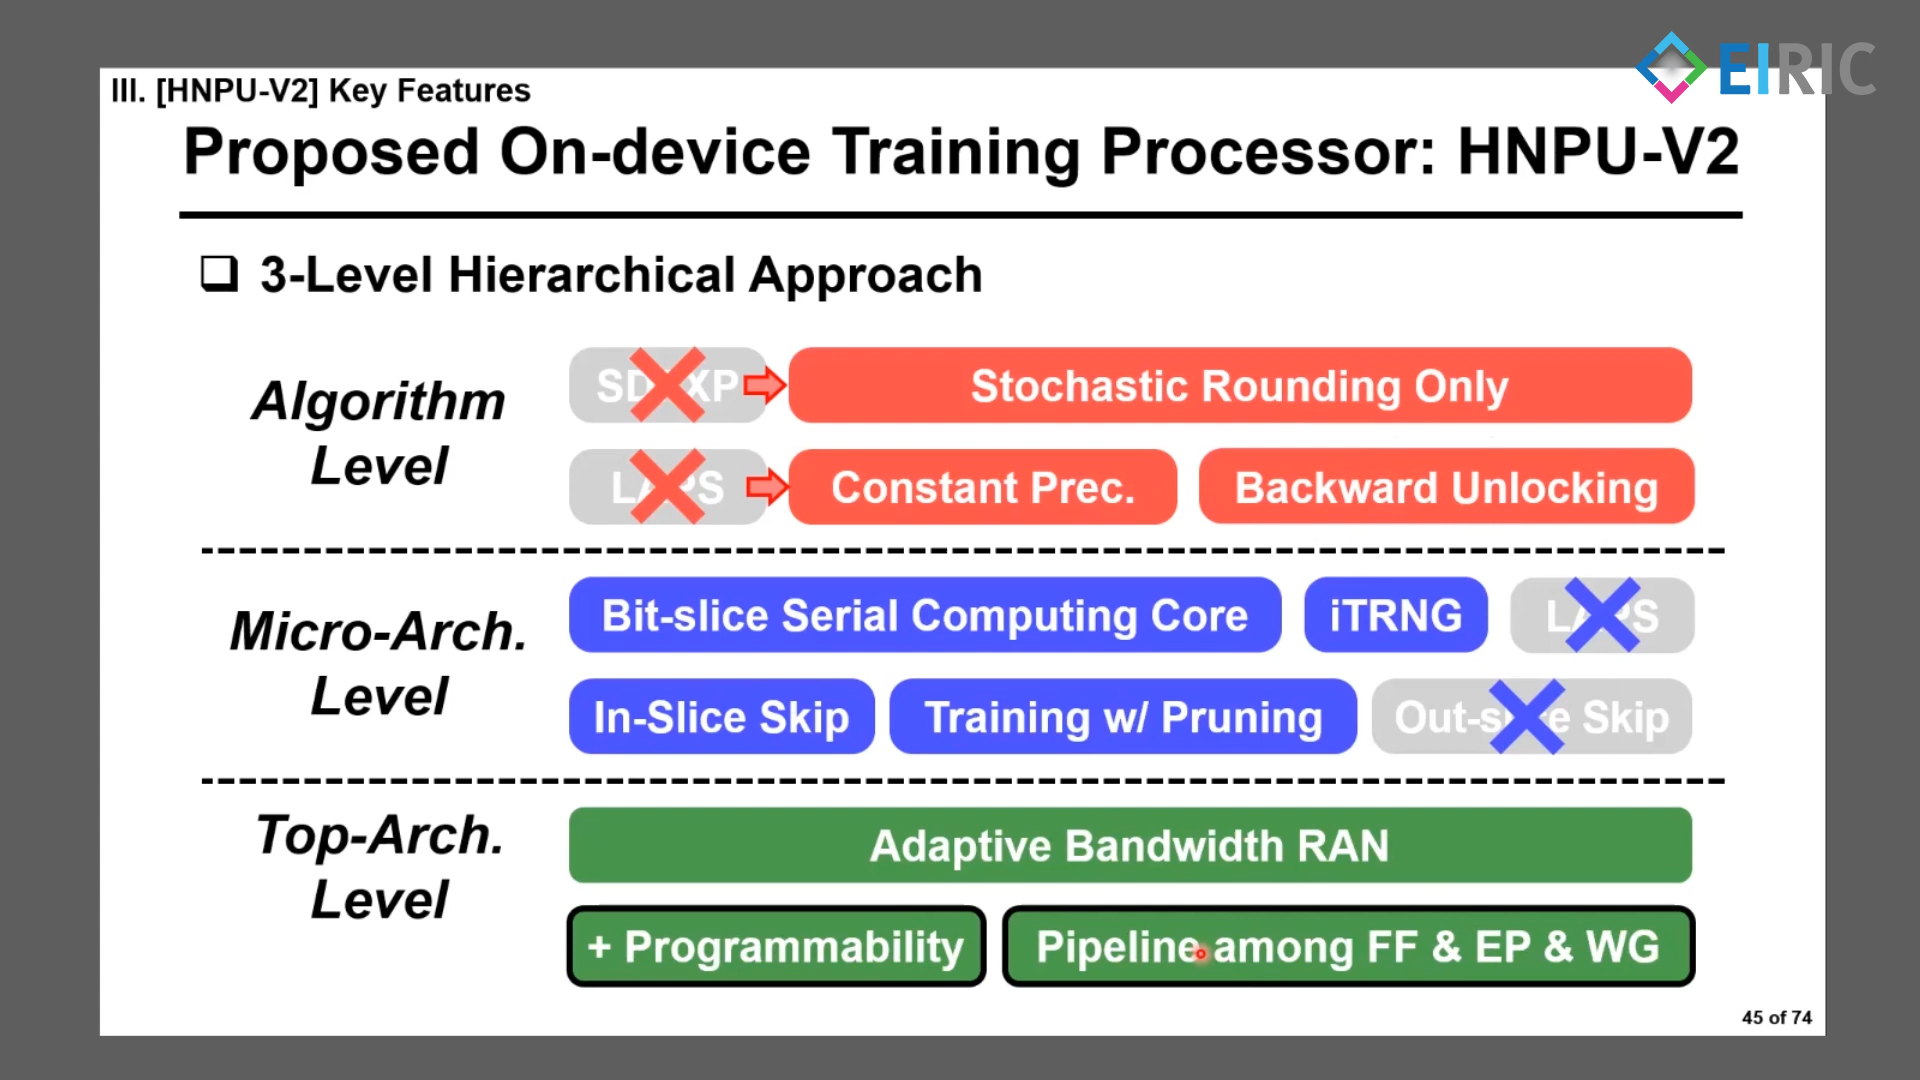 EIRIC
III. [HNPU-V2] Key Features
Proposed On-device Training Processor: HNPU-V2
3-Level Hierarchical Approach
Algorithm
Level
Stochastic Rounding Only
Constant Prec.
Backward Unlocking
Micro-Arch.
Level
Bit-slice Serial Computing Core
iTRNG
In-Slice Skip
Training w/ Pruning
Skip
Top-Arch.
Level
Adaptive Bandwidth RAN
+ Programmability
Pipeline among FF & EP & WG
45 of 74